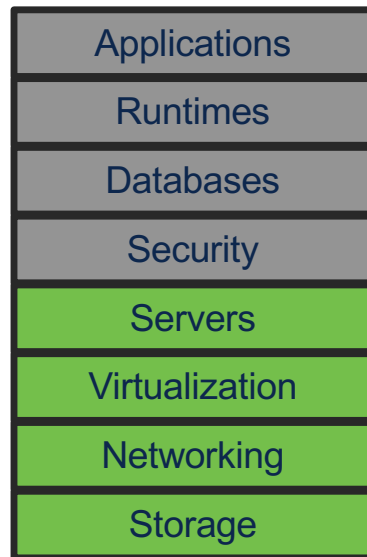 Applications
Runtimes
Databases
Security
Servers
Virtualization
Networking
Storage